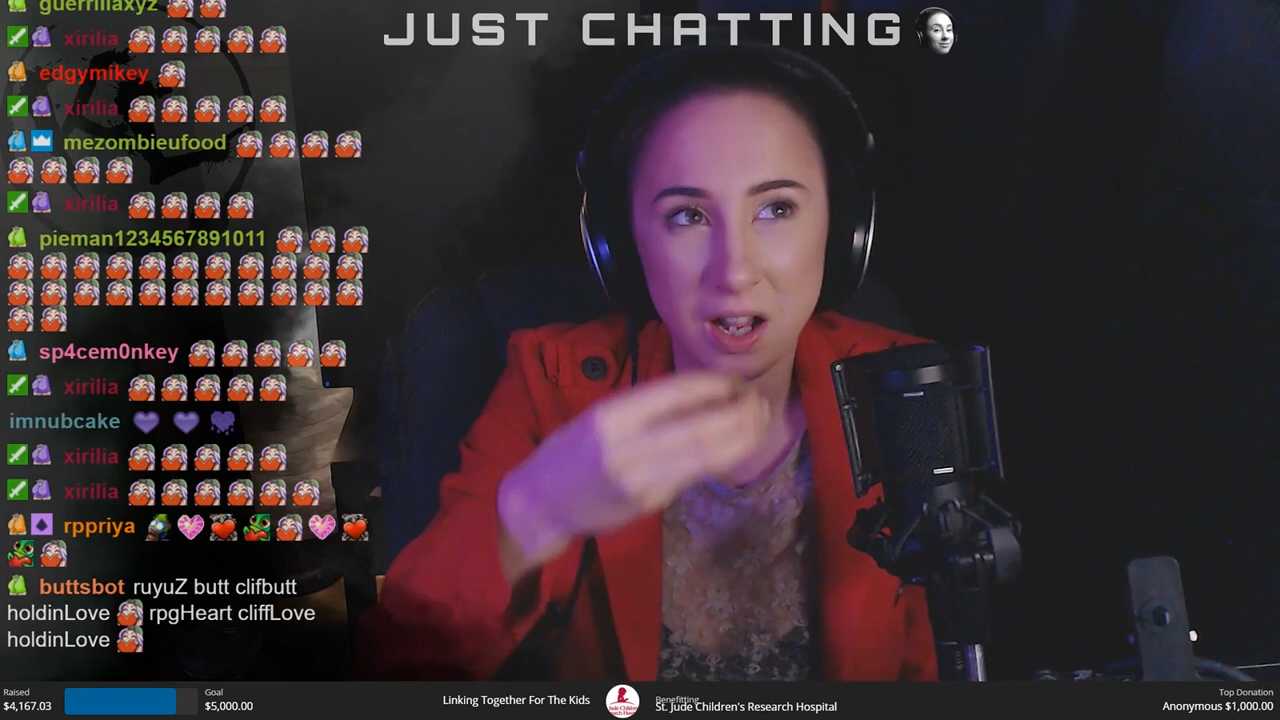 guerrillaxyz
JUST CHATTING
xirilia
edgymikey
xirilia
mezombieufood
xirilia
pieman1234567891011
sp4cem0nkey
xirilia
imnubcake
xirilia
xirilia
rppriya
buttsbot ruyuZ butt clifbutt
holdinLove rpgHeart cliffLove
holdinLove
Raised
$4,167.03
Goal
$5,000.00
Linking Together For The Kids
Benefitting
St. Jude Children's Research Hospital
Top Donation
Anonymous $1,000.00